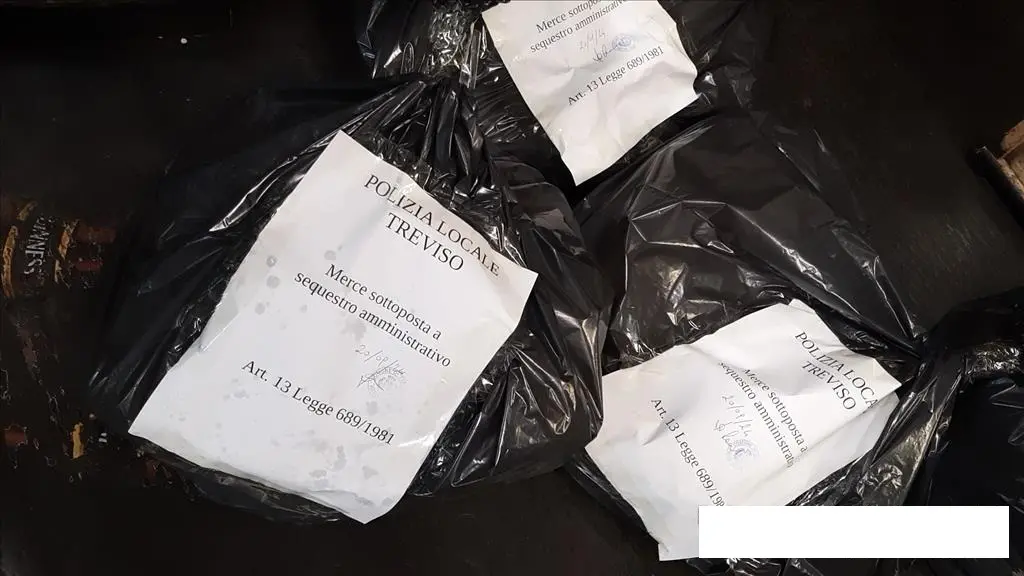 Merce sottoposta a
sequestro amministrativo
Art. 13 Legge 689/1981
POLIZIA LOCALE
TREVISO
Merce sottoposta a
sequestro amministrativo
Art. 13 Legge 689/1981
POLIZIA LOCA
TREVISO
Merce sottoposta a
sequestro amministrativo
Art. 13 Legge 689/198